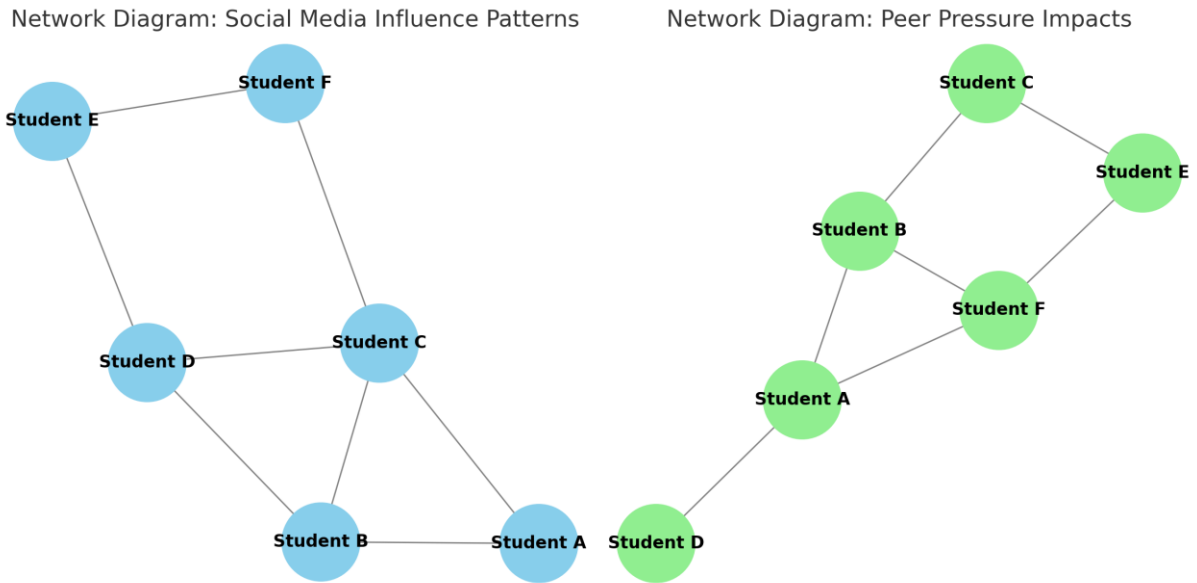 Network Diagram: Social Media Influence Patterns
Student F
Student E
Student C
Student D
Student B
Student A
Network Diagram: Peer Pressure Impacts
Student C
Student E
Student B
Student F
Student A
Student D